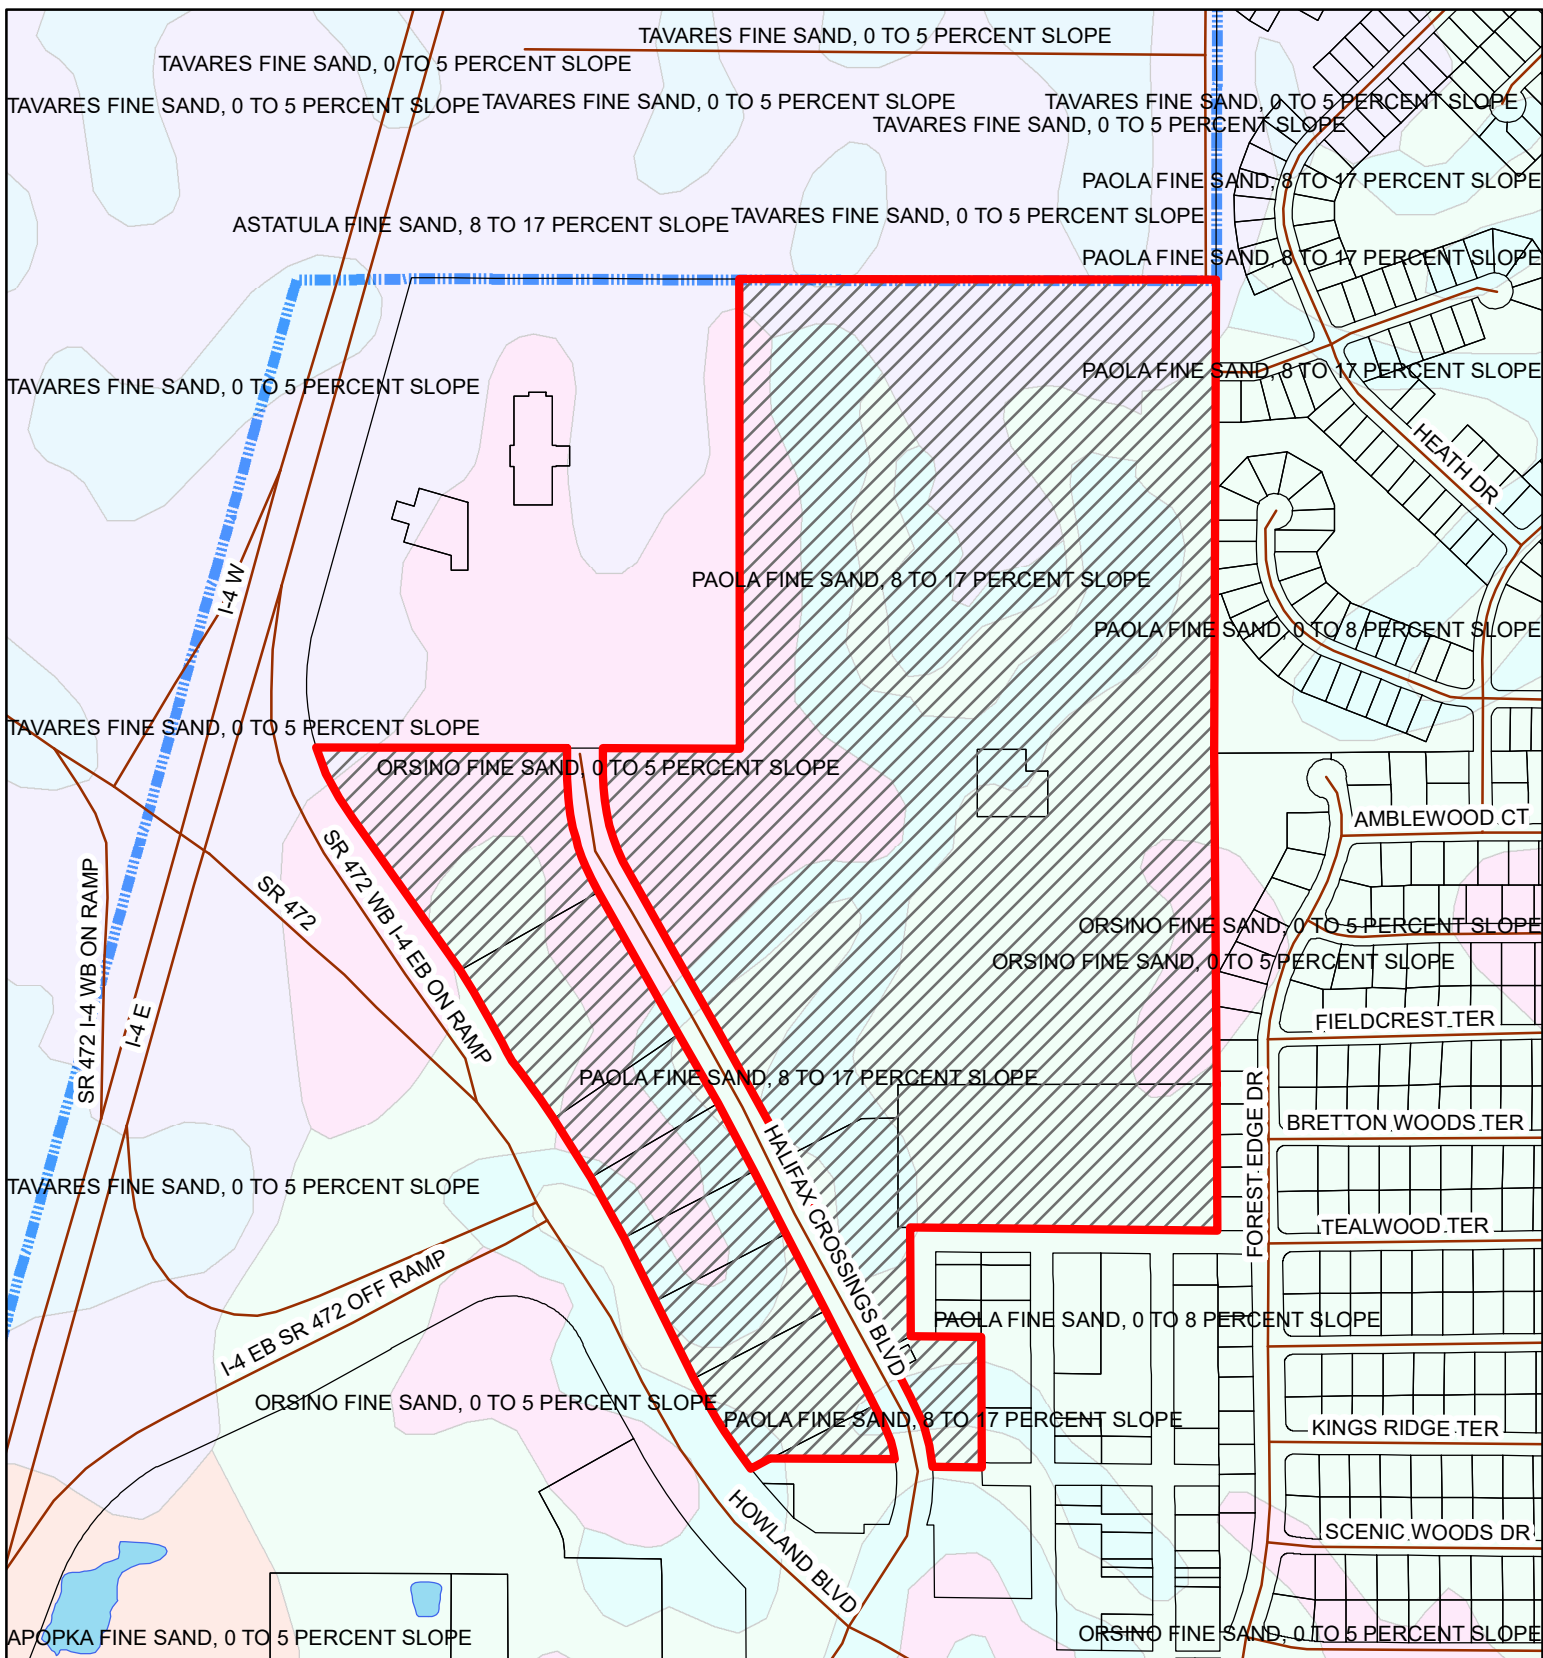 TAVARES FINE SAND, 0 TO 5 PERCENT SLOPE
TAVARES FINE SAND, 0 TO 5 PERCENT SLOPE
TAVARES FINE SAND, 0 TO 5 PERCENT SLOPE
TAVARES FINE SAND, 0 TO 5 PERCENT SLOPE
TAVARES FINE SAND, 0 TO 5 PERCENT SLOPE
TAVARES FINE SAND, 0 TO 5 PERCENT SLOPE
PAOLA FINE SAND, 8 TO 17 PERCENT SLOPE
TAVARES FINE SAND, 0 TO 5 PERCENT SLOPE
ASTATULA FINE SAND, 8 TO 17 PERCENT SLOPE
PAOLA FINE SAND, 8 TO 17 PERCENT SLOPE
PAOLA FINE SAND, 8 TO 17 PERCENT SLOPE
TAVARES FINE SAND, 0 TO 5 PERCENT SLOPE
HEATH DR
I-4 W
PAOLA FINE SAND, 8 TO 17 PERCENT SLOPE
PAOLA FINE SAND, 0 TO 8 PERCENT SLOPE
TAVARES FINE SAND, 0 TO 5 PERCENT SLOPE
ORSINO FINE SAND, 0 TO 5 PERCENT SLOPE
AMBLEWOOD CT
SR 472
SR 472 WB I-4 EB ON RAMP
SR 472 I-4 WB ON RAMP
I-4 E
ORSINO FINE SAND, 0 TO 5 PERCENT SLOPE
ORSINO FINE SAND, 0 TO 5 PERCENT SLOPE
FIELDCREST TER
PAOLA FINE SAND, 8 TO 17 PERCENT SLOPE
BRETTON WOODS TER
FOREST EDGE DR
HALIFAX CROSSINGS BLVD
TAVARES FINE SAND, 0 TO 5 PERCENT SLOPE
TEALWOOD TER
I-4 EB SR 472 OFF RAMP
PAOLA FINE SAND, 0 TO 8 PERCENT SLOPE
ORSINO FINE SAND, 0 TO 5 PERCENT SLOPE
PAOLA FINE SAND, 8 TO 17 PERCENT SLOPE
KINGS RIDGE TER
HOWLAND BLVD
SCENIC WOODS DR
APOPKA FINE SAND, 0 TO 5 PERCENT SLOPE
ORSINO FINE SAND, 0 TO 5 PERCENT SLOPE